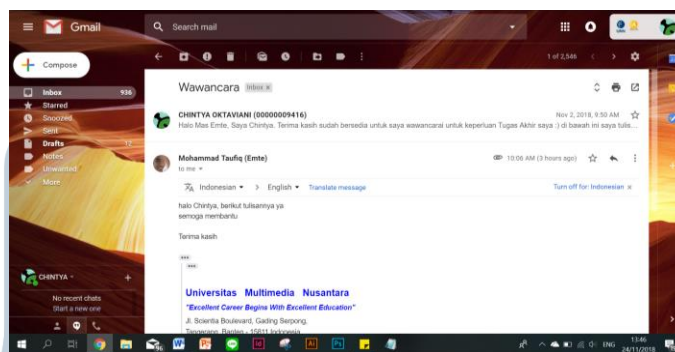 Gmail
Search mail
Compose
1 of 2,546
Inbox 936
Starred
Snoozed
Sent
Drafts 12
Notes
Unwanted
More
Wawancara Inbox x
CHINTYA OKTAVIANI (00000009416) Nov 2, 2018, 9:50 AM
Halo Mas Emte, Saya Chintya. Terima kasih sudah bersedia untuk saya wawancarai untuk keperluan Tugas Akhir saya :) di bawah ini saya tulis...
Mohammad Taufiq (Emte) 10:06 AM (3 hours ago)
to me
Indonesian > English Translate message Turn off for: Indonesian x
halo Chintya, berikut tulisannya ya
semoga membantu
Terima kasih
Universitas Multimedia Nusantara
"Excellent Career Begins With Excellent Education"
Jl. Scientia Boulevard, Gading Serpong,
Tangerang, Banten - 15811 Indonesia
CHINTYA
No recent chats
Start a new one
ENG
13:46
24/11/2018